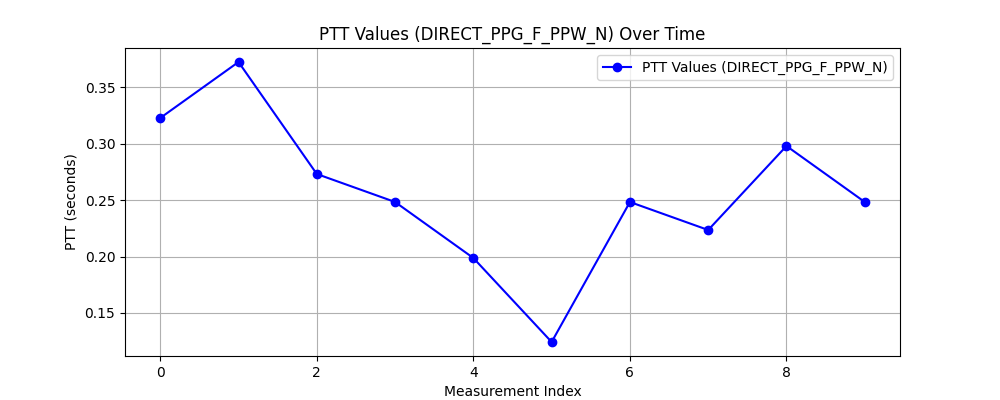 PTT Values (DIRECT_PPG_F_PPW_N) Over Time
PTT Values (DIRECT_PPG_F_PPW_N)
PTT (seconds)
0.35
0.30
0.25
0.20
0.15
0 2 4 6 8
Measurement Index